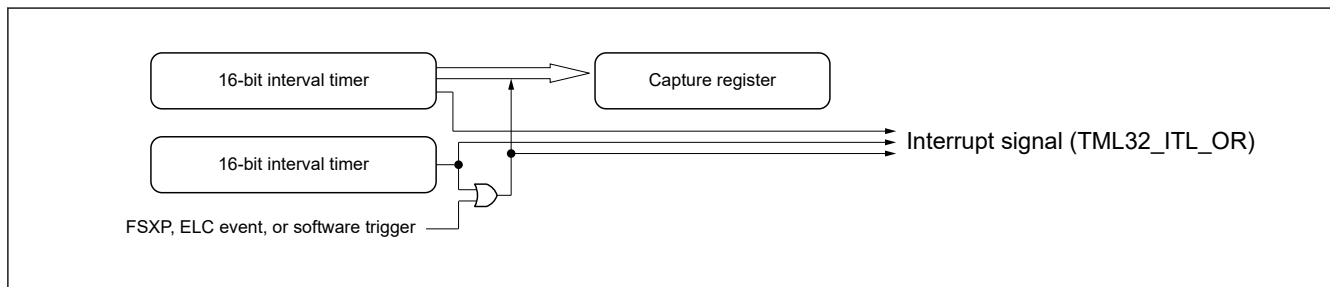 16-bit interval timer
Capture register
Interrupt signal (TML32_ITL_OR)
16-bit interval timer
FSXP, ELC event, or software trigger